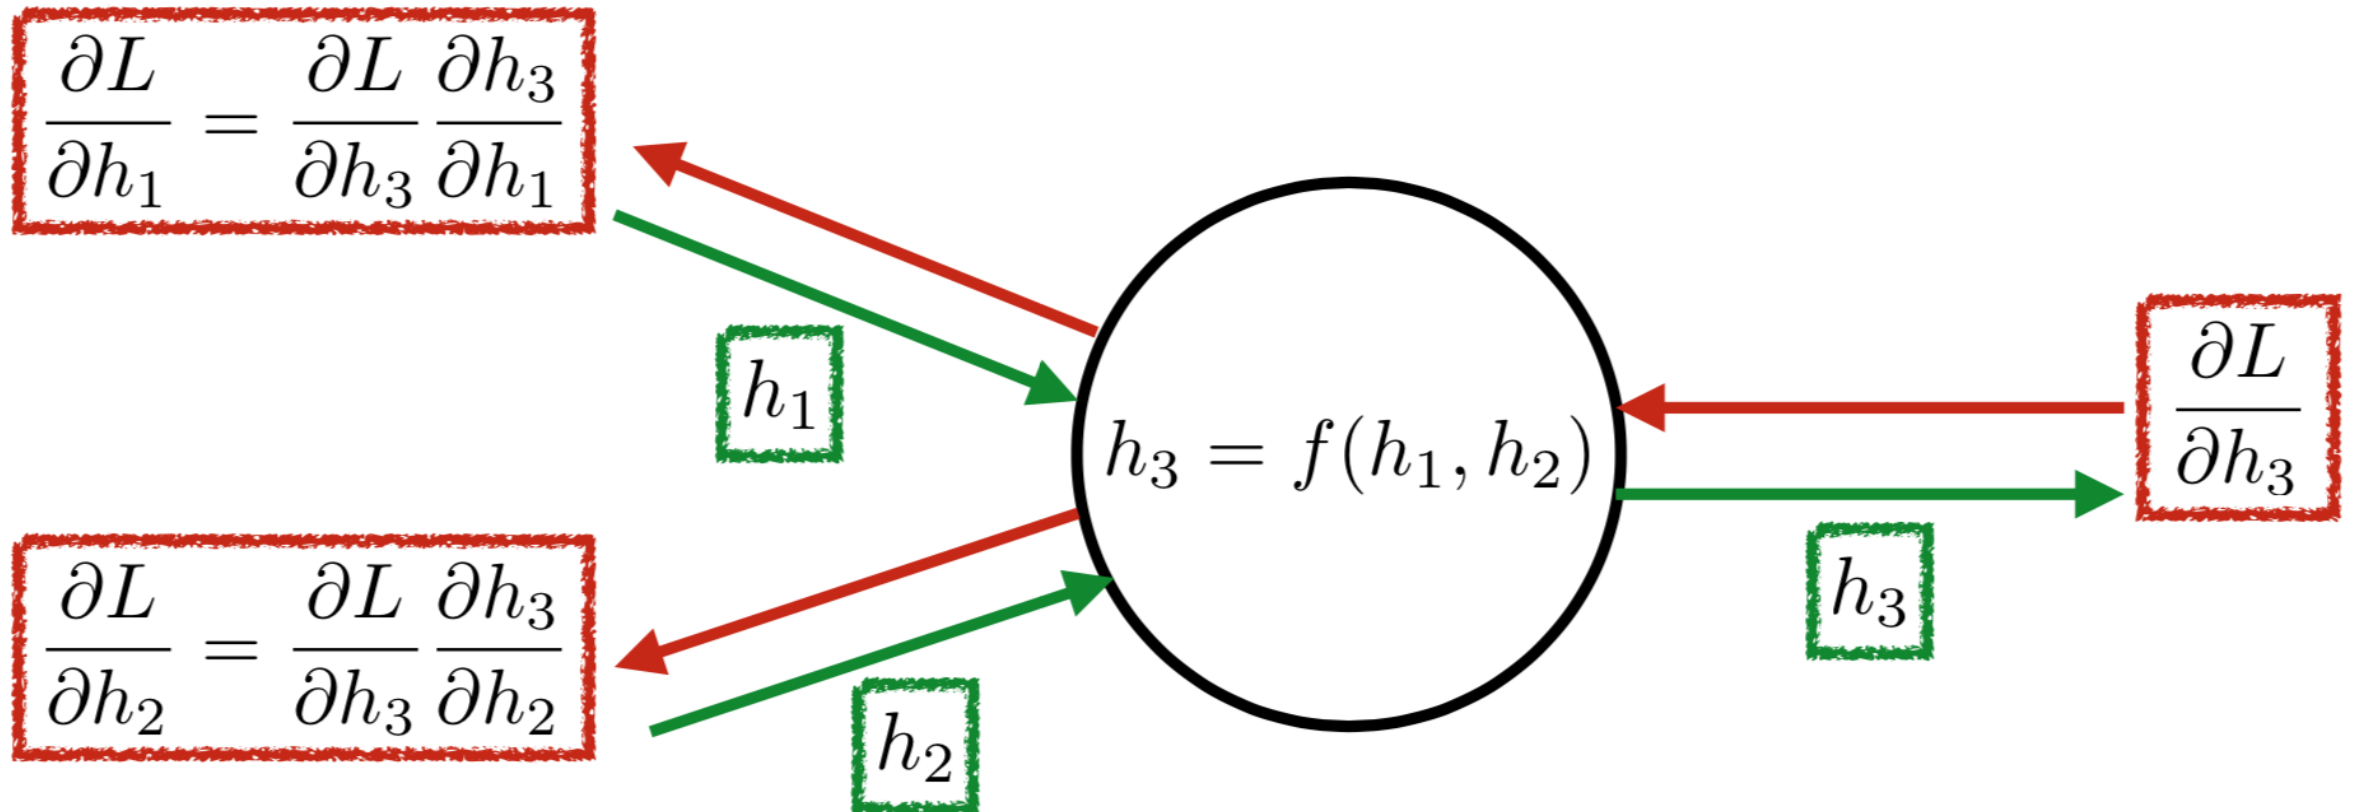 ∂L/∂h₁ = ∂L/∂h₃ ∂h₃/∂h₁
h₁
h₃ = f(h₁, h₂)
∂L/∂h₃
h₃
∂L/∂h₂ = ∂L/∂h₃ ∂h₃/∂h₂
h₂